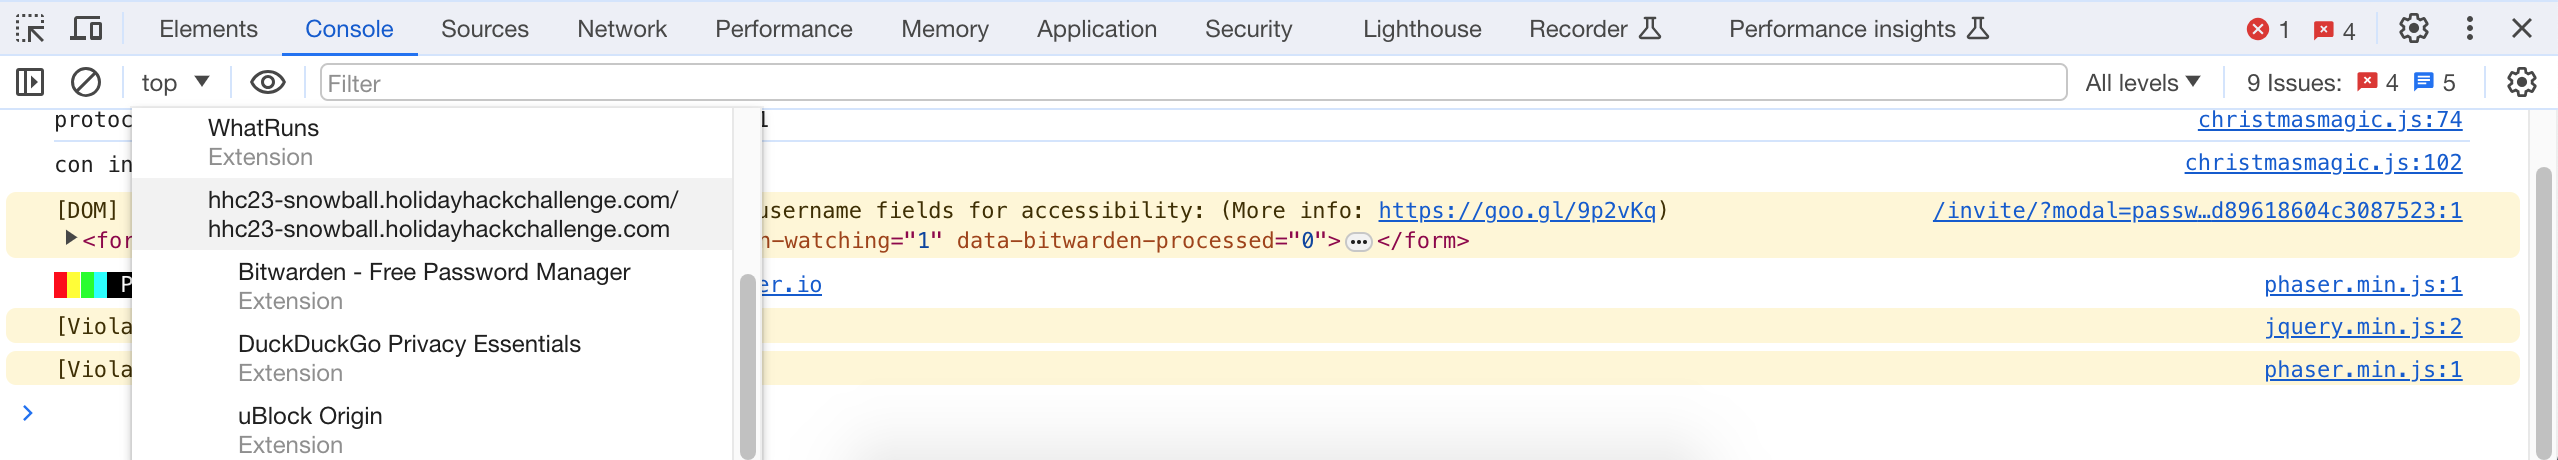 Elements Console Sources Network Performance Memory Application Security Lighthouse Recorder Performance insights 1 4
top Filter All levels 9 Issues: 4 5
protoc christmasmagic.js:74
WhatRuns
Extension
con in christmasmagic.js:102
hhc23-snowball.holidayhackchallenge.com/
hhc23-snowball.holidayhackchallenge.com
[DOM] username fields for accessibility: (More info: https://goo.gl/9p2vKq) /invite/?modal=passw…d89618604c3087523:1
<for n-watching="1" data-bitwarden-processed="0">…</form>
Bitwarden - Free Password Manager
Extension
P er.io phaser.min.js:1
[Viola jquery.min.js:2
DuckDuckGo Privacy Essentials
Extension
[Viola phaser.min.js:1
uBlock Origin
Extension